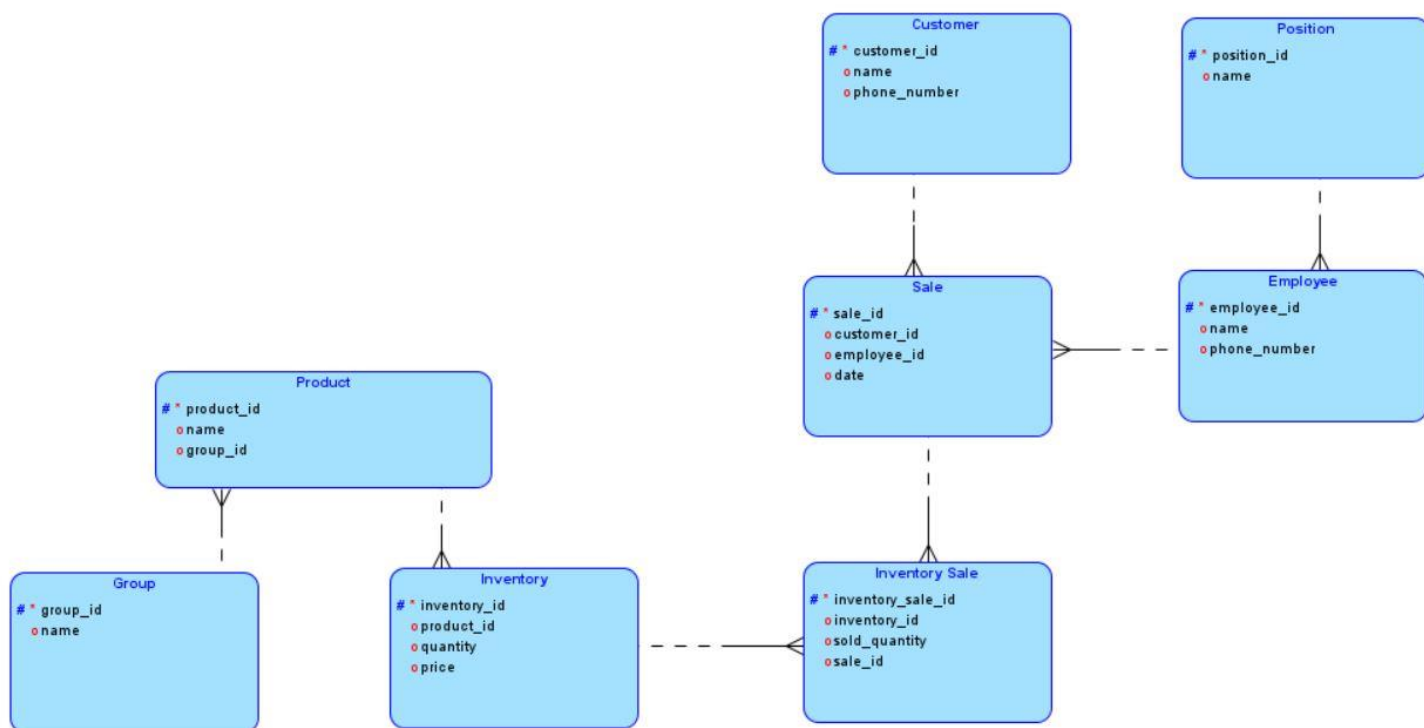 Customer
# * customer_id
o name
o phone_number
Position
# * position_id
o name
Sale
# * sale_id
o customer_id
o employee_id
o date
Employee
# * employee_id
o name
o phone_number
Product
# * product_id
o name
o group_id
Group
# * group_id
o name
Inventory
# * inventory_id
o product_id
o quantity
o price
Inventory Sale
# * inventory_sale_id
o inventory_id
o sold_quantity
o sale_id